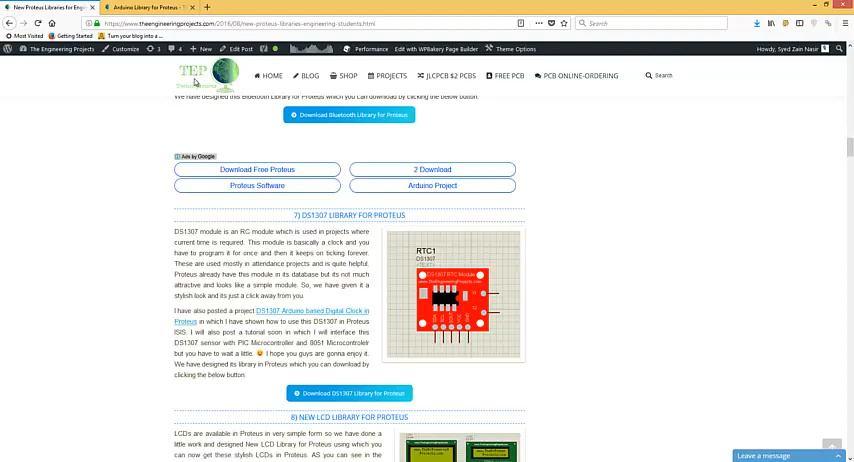 New Proteus Libraries for Engin
Arduino Library for Proteus - Th
https://www.theengineeringprojects.com/2016/08/new-proteus-libraries-engineering-students.html
Search
Most Visited
Getting Started
Turn your blog into a ...
The Engineering Projects
Customize
3
4
New
Edit Post
Performance
Edit with WPBakery Page Builder
Theme Options
Howdy, Syed Zain Nasir
TEP
HOME
BLOG
SHOP
PROJECTS
JLCPCB $2 PCBS
FREE PCB
PCB ONLINE-ORDERING
Search
We have designed this Bluetooth Library for Proteus which you can download by clicking the below button:
Download Bluetooth Library for Proteus
Ads by Google
Download Free Proteus
2 Download
Proteus Software
Arduino Project
7) DS1307 LIBRARY FOR PROTEUS
DS1307 module is an RC module which is used in projects where
current time is required. This module is basically a clock and you
have to program it for once and then it keeps on ticking forever.
These are used mostly in attendance projects and is quite helpful.
Proteus already have this module in its database but its not much
attractive and looks like a simple module. So, we have given it a
stylish look and its just a click away from you.
I have also posted a project DS1307 Arduino based Digital Clock in
Proteus in which I have shown how to use this DS1307 in Proteus
ISIS. I will also post a tutorial soon in which I will interface this
DS1307 sensor with PIC Microcontroller and 8051 Microcontrolelr
but you have to wait a little. 😉 I hope you guys are gonna enjoy it.
We have designed its library in Proteus which you can download by
clicking the below button:
RTC1
DS1307
<TEXT>
DS1307 RTC Module
www.TheEngineeringProjects.com
Download DS1307 Library for Proteus
8) NEW LCD LIBRARY FOR PROTEUS
LCDs are available in Proteus in very simple form so we have done a
little work and designed New LCD Library for Proteus using which you
can now get these stylish LCDs in Proteus. AS you can see in the
Leave a message